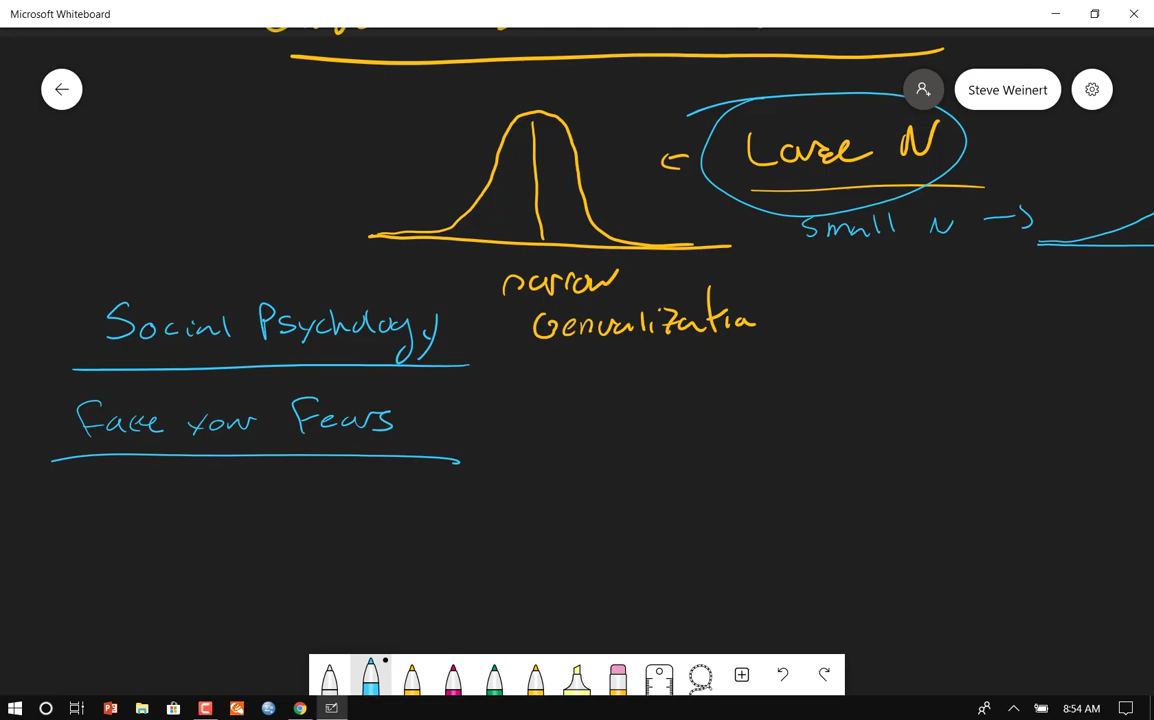 Microsoft Whiteboard
Steve Weinert
Large N
small N
narrow
Generalization
Social Psychology
Face your Fears
8:54 AM